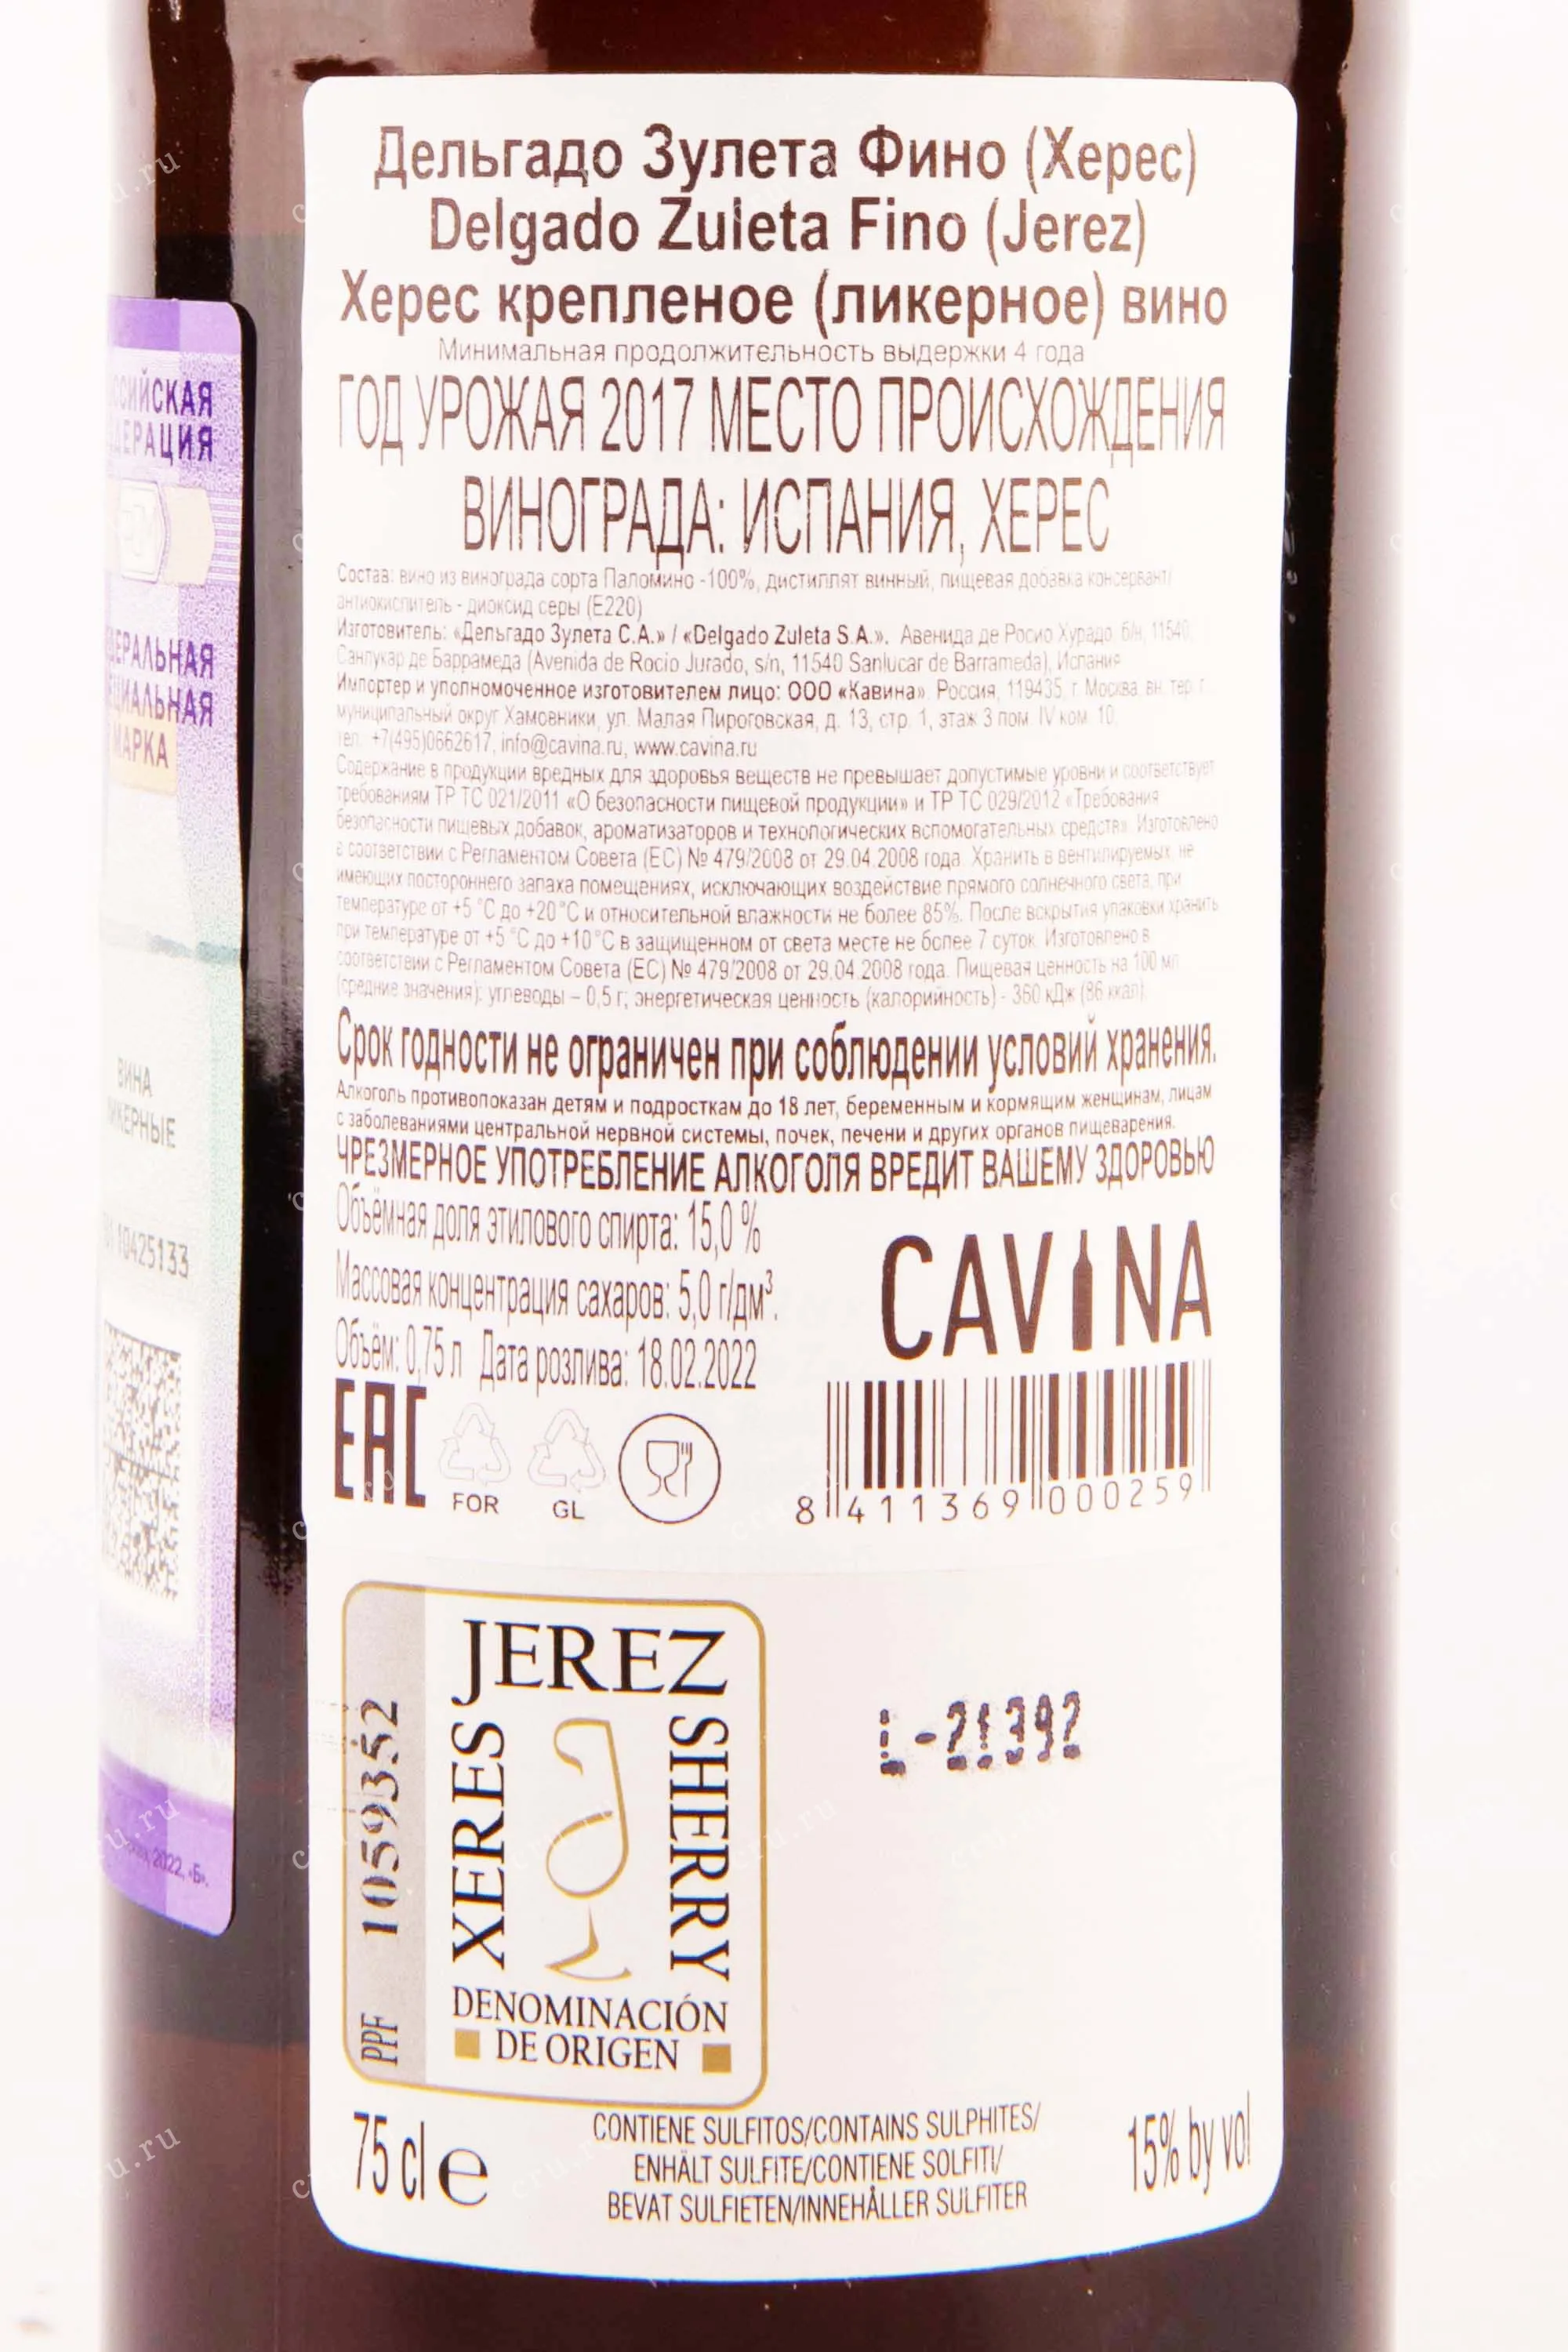 Дельгадо Зулета Фино (Херес)
Delgado Zuleta Fino (Jerez)
Херес крепленое (ликерное) вино
Минимальная продолжительность выдержки 4 года
ГОД УРОЖАЯ 2017 МЕСТО ПРОИСХОЖДЕНИЯ
ВИНОГРАДА: ИСПАНИЯ, ХЕРЕС
Состав: вино из винограда сорта Паломино -100%, дистиллят винный, пищевая добавка консервант/
антиокислитель - диоксид серы (Е220)
Изготовитель: «Дельгадо Зулета С.А.» / «Delgado Zuleta S.A.». Авенида де Росио Хурадо, б/н, 11540,
Санлукар де Баррамеда (Avenida de Rocio Jurado, s/n, 11540 Sanlucar de Barrameda), Испания
Импортер и уполномоченное изготовителем лицо: ООО «Кавина» Россия, 119435, г. Москва, вн. тер. г.
муниципальный округ Хамовники, ул. Малая Пироговская, д. 13, стр. 1, этаж 3 пом. IV ком. 10,
тел. +7(495)0662617, info@cavina.ru, www.cavina.ru
Содержание в продукции вредных для здоровья веществ не превышает допустимые уровни и соответствует
требованиям ТР ТС 021/2011 «О безопасности пищевой продукции» и ТР ТС 029/2012 «Требования
безопасности пищевых добавок, ароматизаторов и технологических вспомогательных средств». Изготовлено
в соответствии с Регламентом Совета (ЕС) № 479/2008 от 29.04.2008 года. Хранить в вентилируемых, не
имеющих постороннего запаха помещениях, исключающих воздействие прямого солнечного света, при
температуре от +5 °С до +20 °С и относительной влажности не более 85%. После вскрытия упаковки хранить
при температуре от +5 °С до +10 °С в защищенном от света месте не более 7 суток. Изготовлено в
соответствии с Регламентом Совета (ЕС) № 479/2008 от 29.04.2008 года. Пищевая ценность на 100 мл
(средние значения): углеводы – 0,5 г; энергетическая ценность (калорийность) - 360 кДж (86 ккал).
Срок годности не ограничен при соблюдении условий хранения.
Алкоголь противопоказан детям и подросткам до 18 лет, беременным и кормящим женщинам, лицам
с заболеваниями центральной нервной системы, почек, печени и других органов пищеварения.
ЧРЕЗМЕРНОЕ УПОТРЕБЛЕНИЕ АЛКОГОЛЯ ВРЕДИТ ВАШЕМУ ЗДОРОВЬЮ
Объёмная доля этилового спирта: 15,0 %
Массовая концентрация сахаров: 5,0 г/дм³.
Объём: 0,75 л Дата розлива: 18.02.2022
CAVINA
EAC
FOR
GL
8 411369 000259
JEREZ
XERES
SHERRY
DENOMINACIÓN
DE ORIGEN
PPF 1059352
75 cl e
CONTIENE SULFITOS/CONTAINS SULPHITES/
ENHÄLT SULFITE/CONTIENE SOLFITI/
BEVAT SULFIETEN/INNEHÅLLER SULFITER
15% by vol
МАРКА
ВИНА
10425133
2022, «Б».
cru.ru